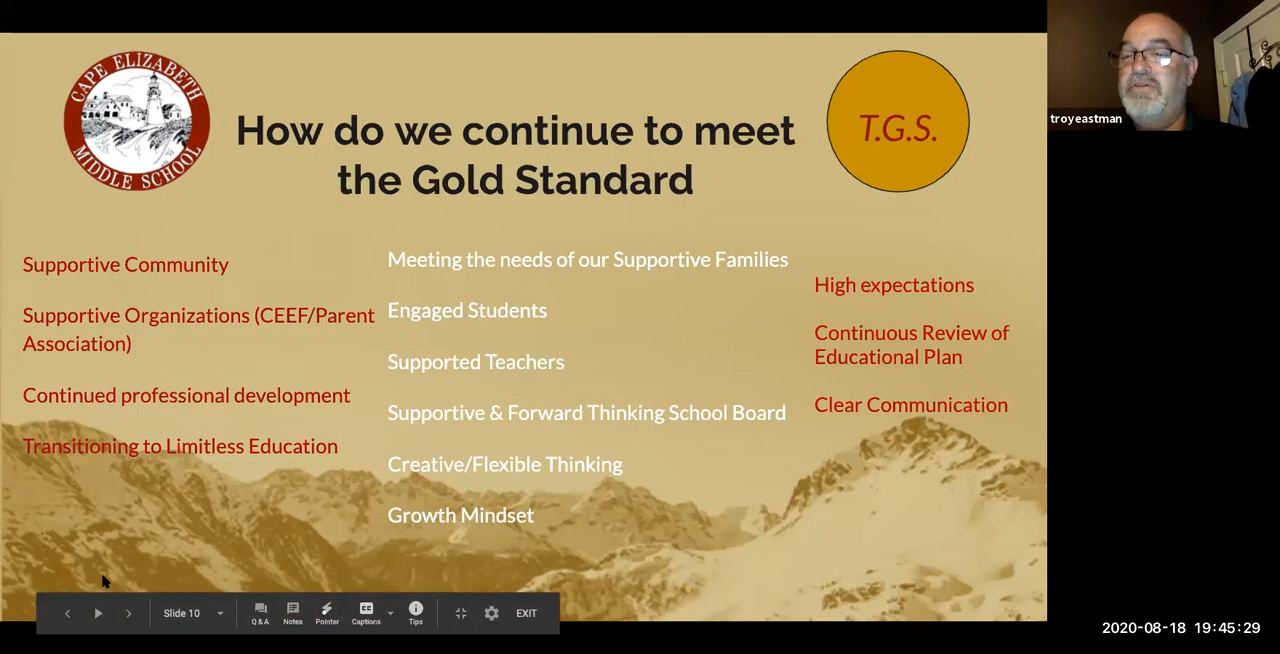 CAPE ELIZABETH
MIDDLE SCHOOL
How do we continue to meet
the Gold Standard
T.G.S.
troyeastman
Supportive Community
Supportive Organizations (CEEF/Parent
Association)
Continued professional development
Transitioning to Limitless Education
Meeting the needs of our Supportive Families
Engaged Students
Supported Teachers
Supportive & Forward Thinking School Board
Creative/Flexible Thinking
Growth Mindset
High expectations
Continuous Review of
Educational Plan
Clear Communication
Slide 10
Q & A
Notes
Pointer
CC
Captions
Tips
EXIT
2020-08-18 19:45:29